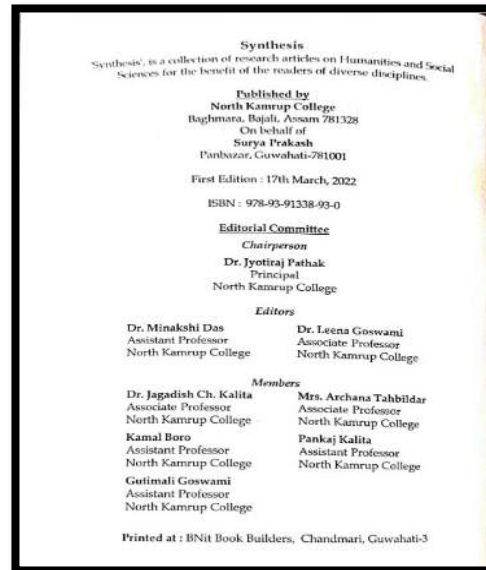 Synthesis
'Synthesis', is a collection of research articles on Humanities and Social
Sciences for the benefit of the readers of diverse disciplines.
Published by
North Kamrup College
Baghmara, Bajali, Assam 781328
On behalf of
Surya Prakash
Panbazar, Guwahati-781001
First Edition : 17th March, 2022
ISBN : 978-93-91338-93-0
Editorial Committee
Chairperson
Dr. Jyotiraj Pathak
Principal
North Kamrup College
Editors
Dr. Minakshi Das
Assistant Professor
North Kamrup College
Dr. Leena Goswami
Associate Professor
North Kamrup College
Members
Dr. Jagadish Ch. Kalita
Associate Professor
North Kamrup College
Mrs. Archana Tahbildar
Associate Professor
North Kamrup College
Kamal Boro
Assistant Professor
North Kamrup College
Pankaj Kalita
Assistant Professor
North Kamrup College
Gutimali Goswami
Assistant Professor
North Kamrup College
Printed at : BNit Book Builders, Chandmari, Guwahati-3